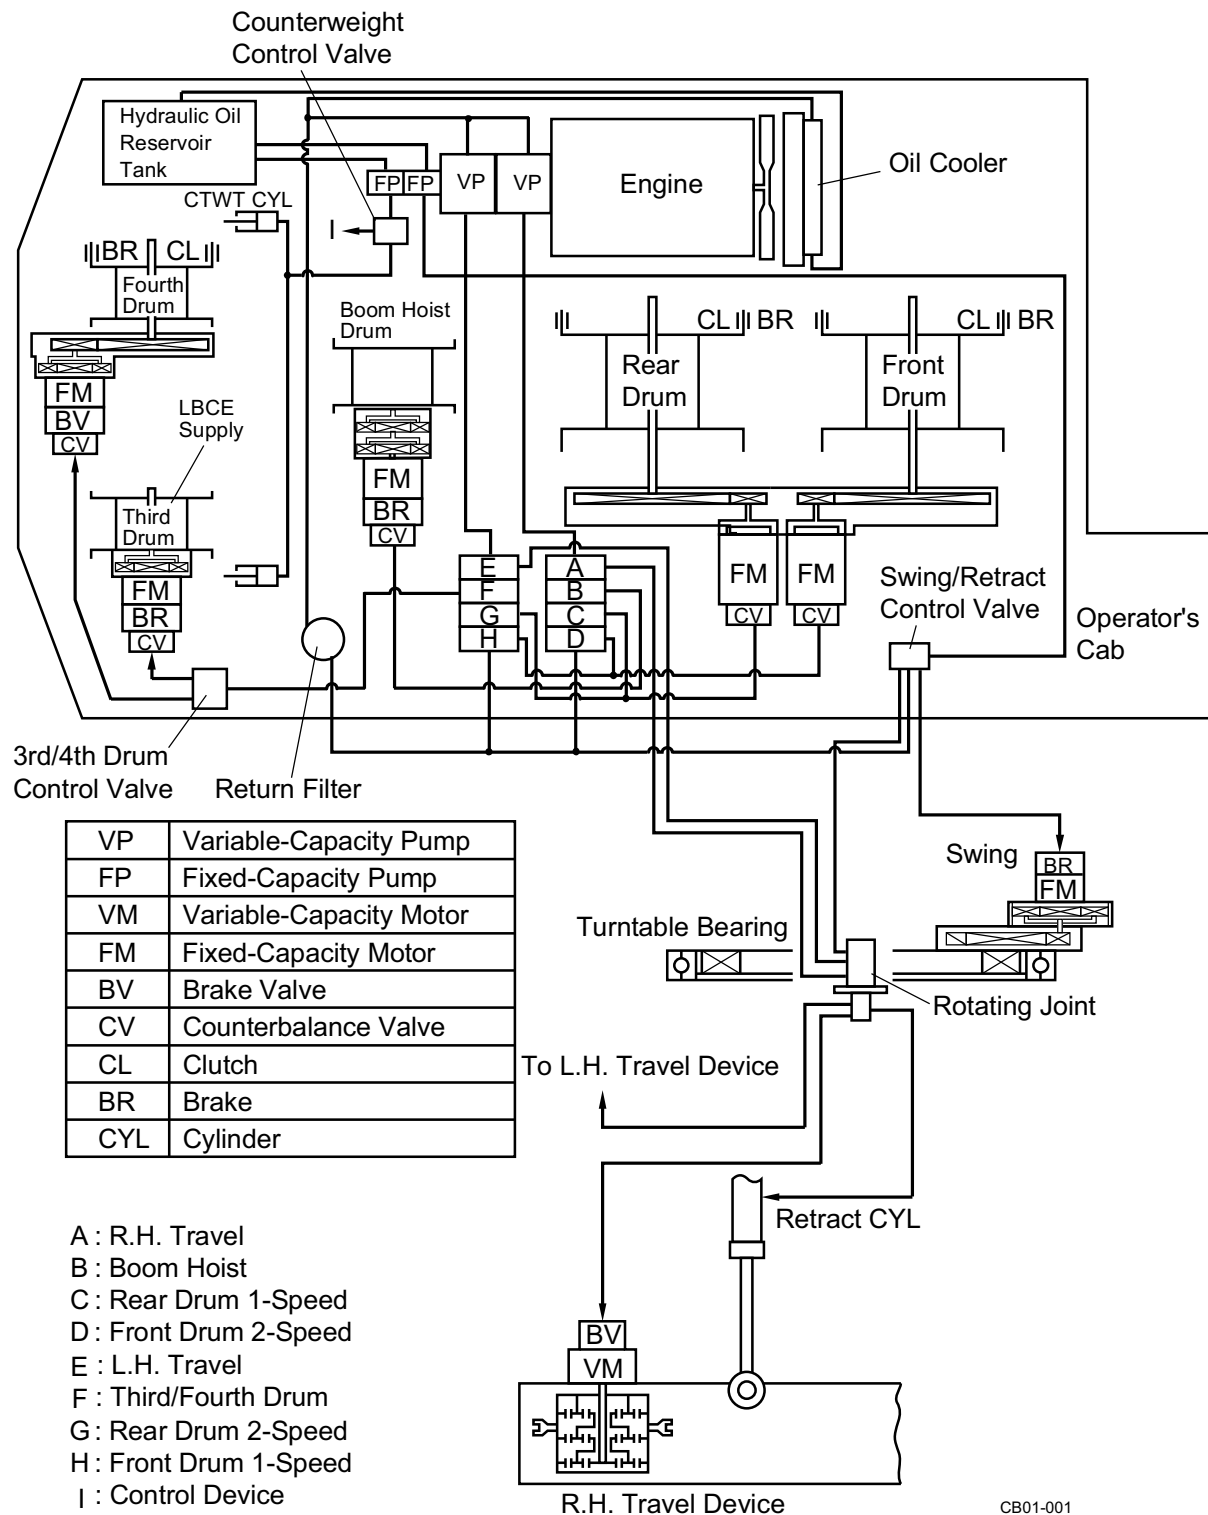 Counterweight
Control Valve
Hydraulic Oil
Reservoir
Tank
FP
FP
VP
VP
Engine
Oil Cooler
CTWT CYL
I
BR
CL
Fourth
Drum
FM
BV
CV
LBCE
Supply
Third
Drum
FM
BR
CV
Boom Hoist
Drum
FM
BR
CV
CL
BR
Rear
Drum
CL
BR
Front
Drum
FM
CV
FM
CV
E
F
G
H
A
B
C
D
Swing/Retract
Control Valve
Operator's
Cab
3rd/4th Drum
Control Valve
Return Filter
VP Variable-Capacity Pump
FP Fixed-Capacity Pump
VM Variable-Capacity Motor
FM Fixed-Capacity Motor
BV Brake Valve
CV Counterbalance Valve
CL Clutch
BR Brake
CYL Cylinder
Swing
BR
FM
Turntable Bearing
Rotating Joint
To L.H. Travel Device
Retract CYL
BV
VM
R.H. Travel Device
A : R.H. Travel
B : Boom Hoist
C : Rear Drum 1-Speed
D : Front Drum 2-Speed
E : L.H. Travel
F : Third/Fourth Drum
G : Rear Drum 2-Speed
H : Front Drum 1-Speed
I : Control Device
CB01-001